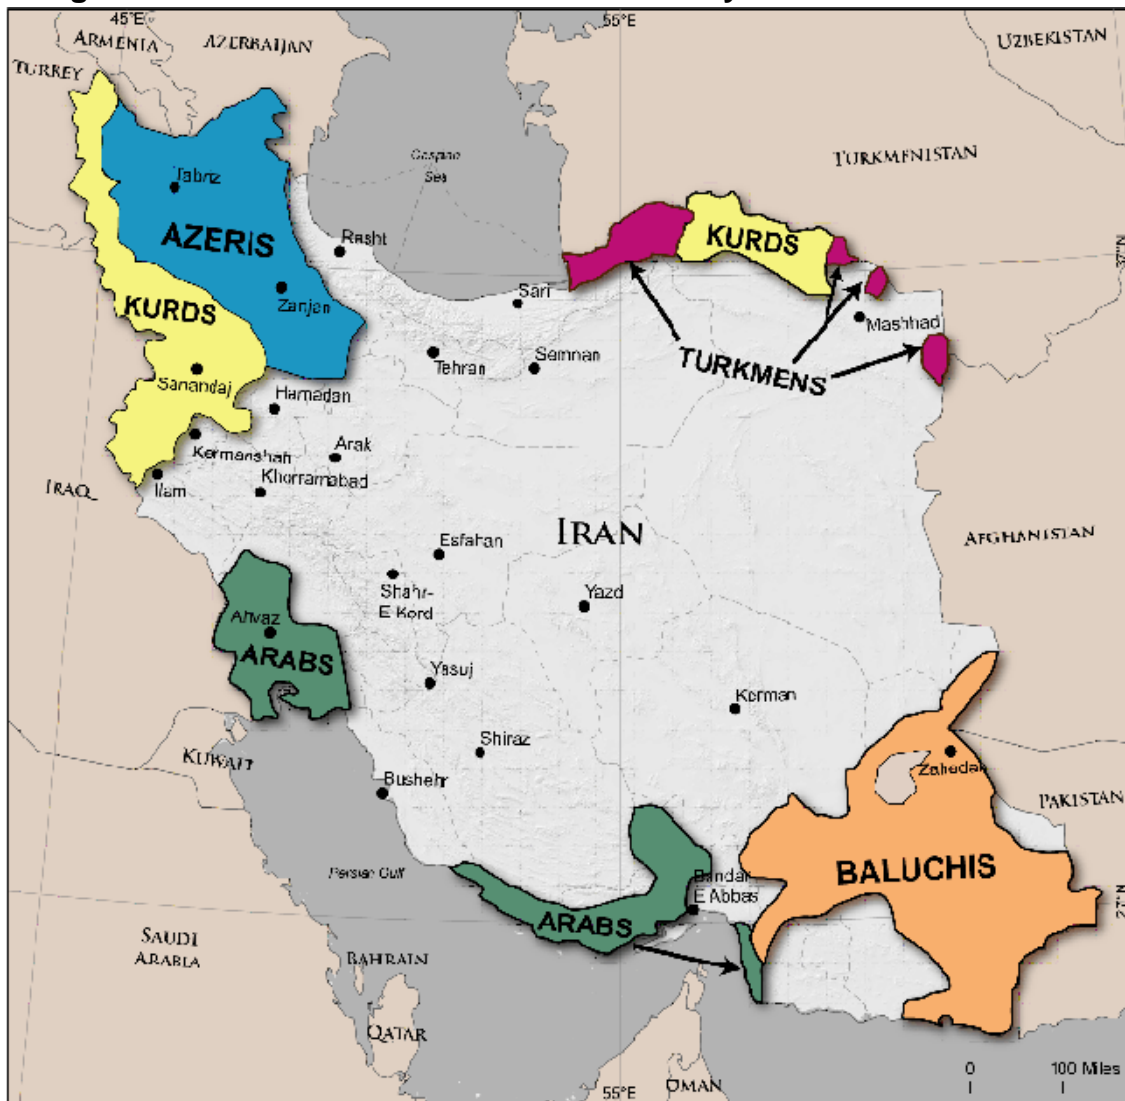 45°E
55°E
ARMENIA
AZERBAIJAN
UZBEKISTAN
TURKEY
Caspian
Sea
TURKMENISTAN
Tabriz
AZERIS
Rasht
KURDS
37°N
Zanjan
Sari
KURDS
Mashhad
Tehran
Semnan
TURKMENS
Sanandaj
Hamadan
Kermanshah
Arak
Ilam
Khorramabad
IRAQ
IRAN
Esfahan
AFGHANISTAN
Shahr-
E Kord
Yazd
Ahvaz
ARABS
Yasuj
Kerman
Shiraz
KUWAIT
Zahedan
Bushehr
PAKISTAN
Persian Gulf
BALUCHIS
Bandar
E Abbas
27°N
ARABS
SAUDI
ARABIA
BAHRAIN
QATAR
OMAN
0 100 Miles
55°E